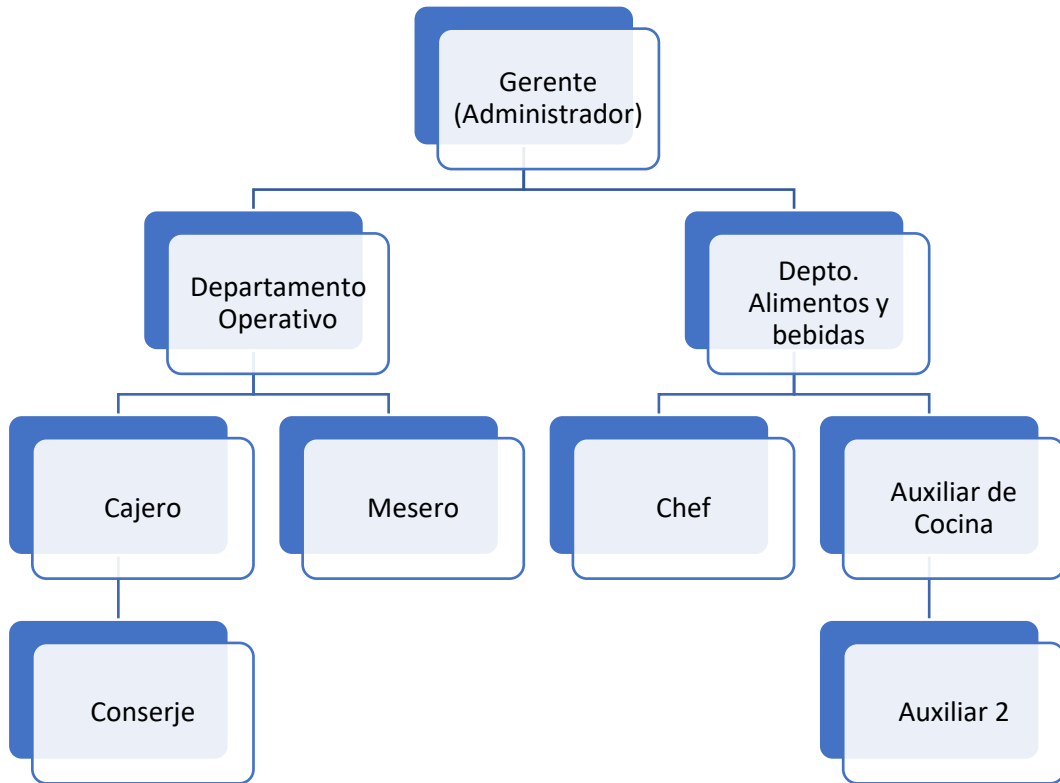 Gerente
(Administrador)
Departamento
Operativo
Depto.
Alimentos y
bebidas
Cajero
Mesero
Chef
Auxiliar de
Cocina
Conserje
Auxiliar 2